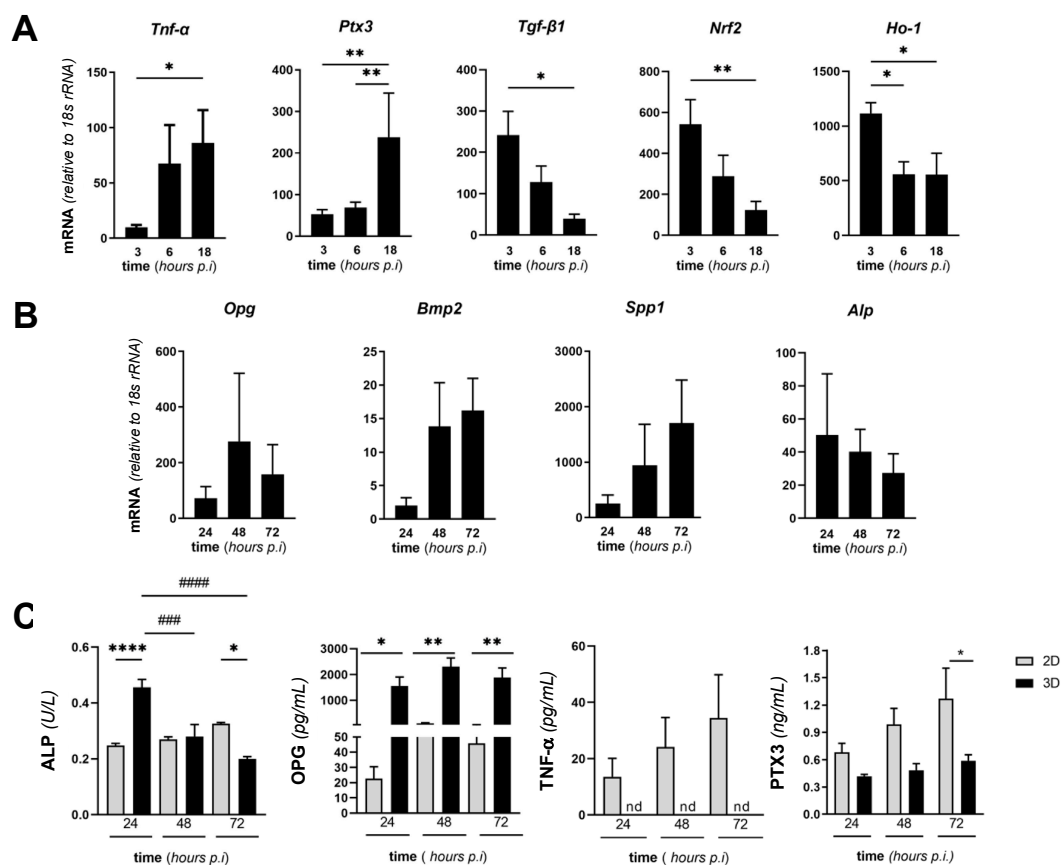 A
Tnf-α
Ptx3
Tgf-β1
Nrf2
Ho-1
mRNA (relative to 18s rRNA)
150
100
50
0
3 6 18
time (hours p.i)
**
**
*
400
300
200
100
0
3 6 18
time (hours p.i)
*
400
300
200
100
0
3 6 18
time (hours p.i)
**
800
600
400
200
0
3 6 18
time (hours p.i)
*
*
1500
1000
500
0
3 6 18
time (hours p.i)
B
Opg
Bmp2
Spp1
Alp
mRNA (relative to 18s rRNA)
600
400
200
0
24 48 72
time (hours p.i)
25
20
15
10
5
0
24 48 72
time (hours p.i)
3000
2000
1000
0
24 48 72
time (hours p.i)
100
80
60
40
20
0
24 48 72
time (hours p.i)
C
####
###
**** *
ALP (U/L)
0.6
0.4
0.2
0.0
24 48 72
time (hours p.i)
* ** **
OPG (pg/mL)
3000
2000
1000
50
40
30
20
10
0
24 48 72
time ( hours p.i)
TNF-α (pg/mL)
60
40
20
0
nd nd nd
24 48 72
time ( hours p.i)
*
PTX3 (ng/mL)
1.8
1.5
1.2
0.9
0.6
0.3
0.0
24 48 72
time (hours p.i.)
2D
3D